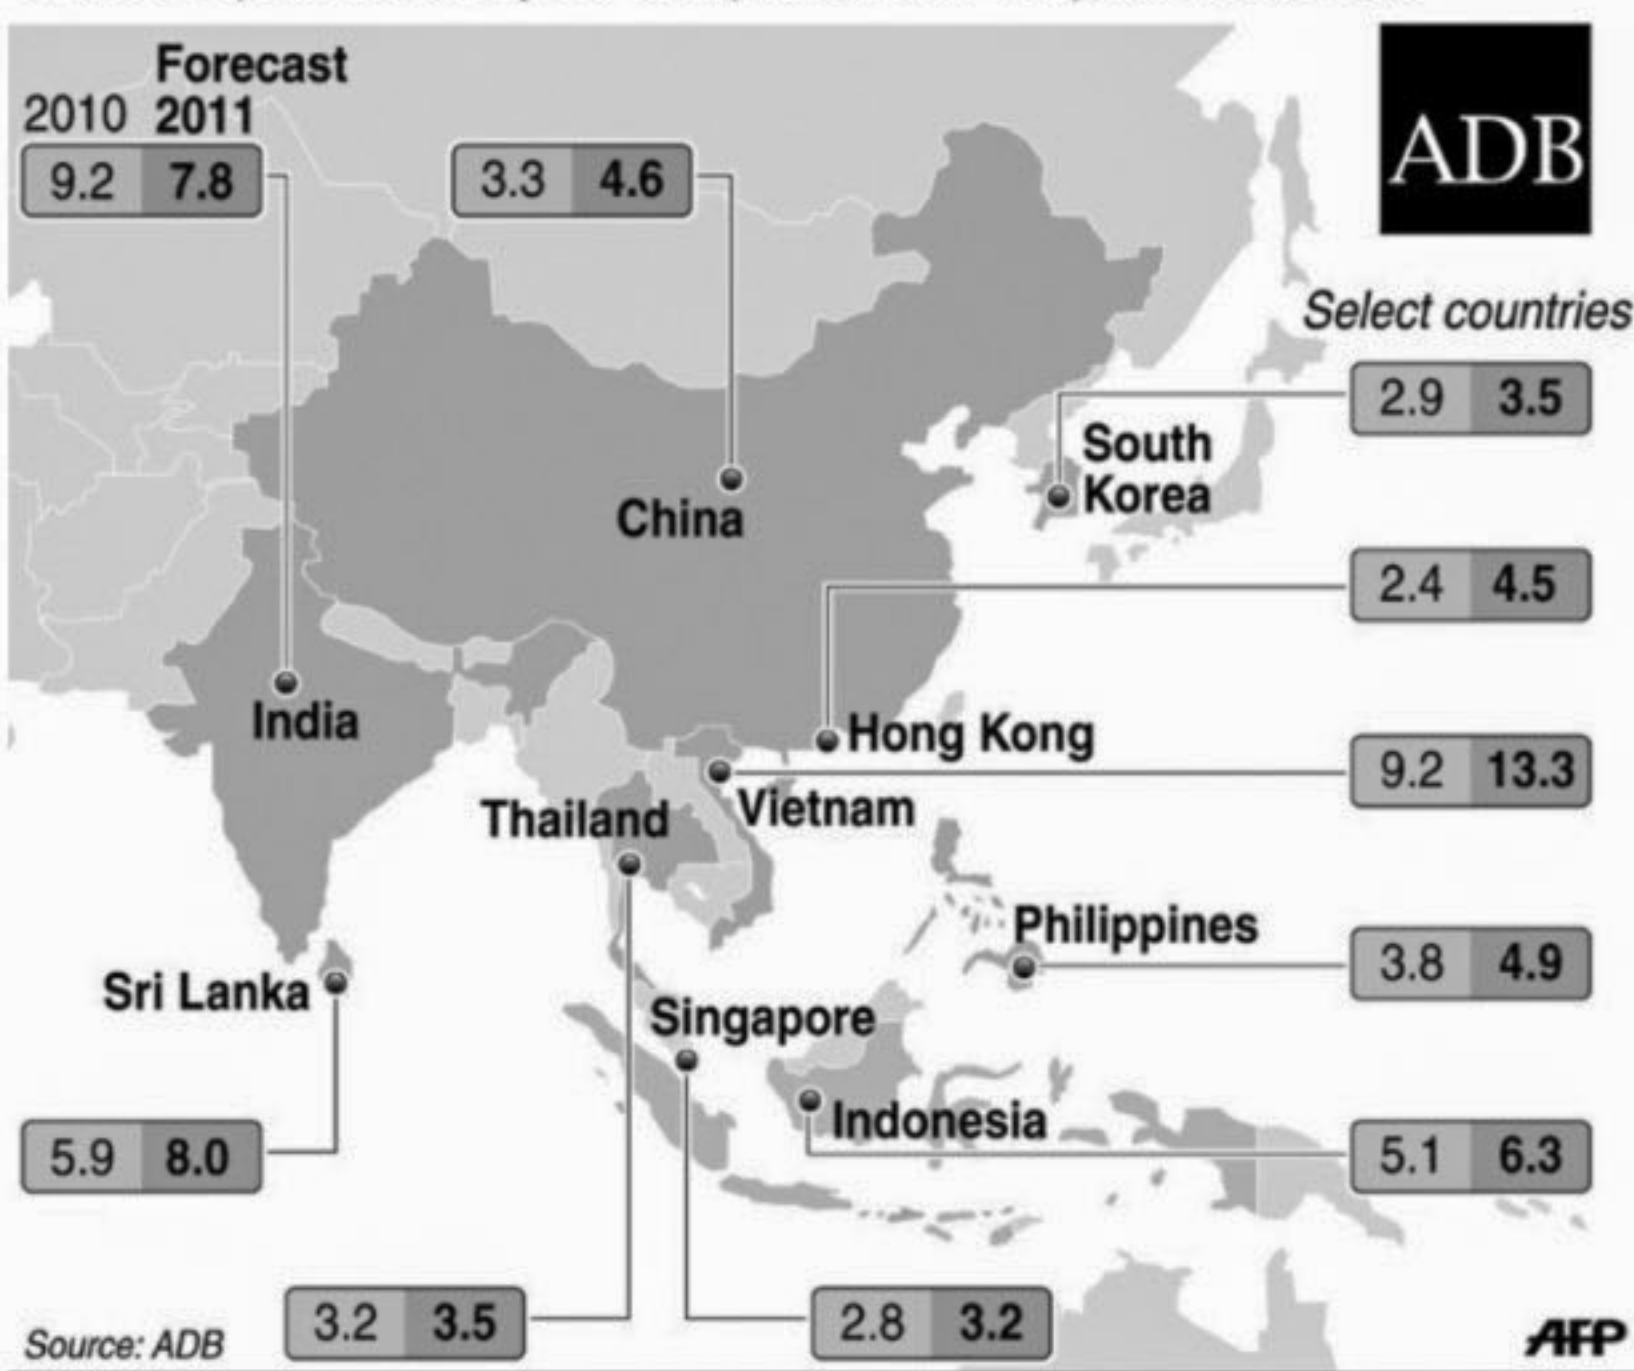 Forecast
2010 2011
9.2 7.8
3.3 4.6
ADB
Select countries
2.9 3.5
South
Korea
China
2.4 4.5
India
Hong Kong
9.2 13.3
Vietnam
Thailand
Philippines
3.8 4.9
Sri Lanka
Singapore
Indonesia
5.9 8.0
5.1 6.3
3.2 3.5
2.8 3.2
Source: ADB
AFP